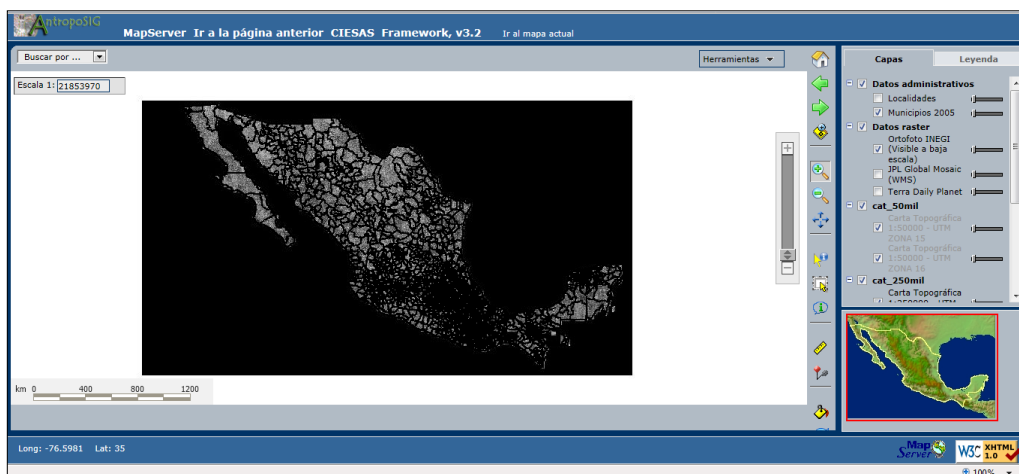 AntropoSIG
MapServer Ir a la página anterior CIESAS Framework, v3.2 Ir al mapa actual
Buscar por ...
Herramientas
Escala 1: 21853970
km 0 400 800 1200
Capas
Leyenda
Datos administrativos
Localidades
Municipios 2005
Datos raster
Ortofoto INEGI
(Visible a baja
escala)
JPL Global Mosaic
(WMS)
Terra Daily Planet
cat_50mil
Carta Topográfica
1:50000 - UTM
ZONA 15
Carta Topográfica
1:50000 - UTM
ZONA 16
cat_250mil
Carta Topográfica
Long: -76.5981 Lat: 35
Map
Server
W3C XHTML
1.0
100%